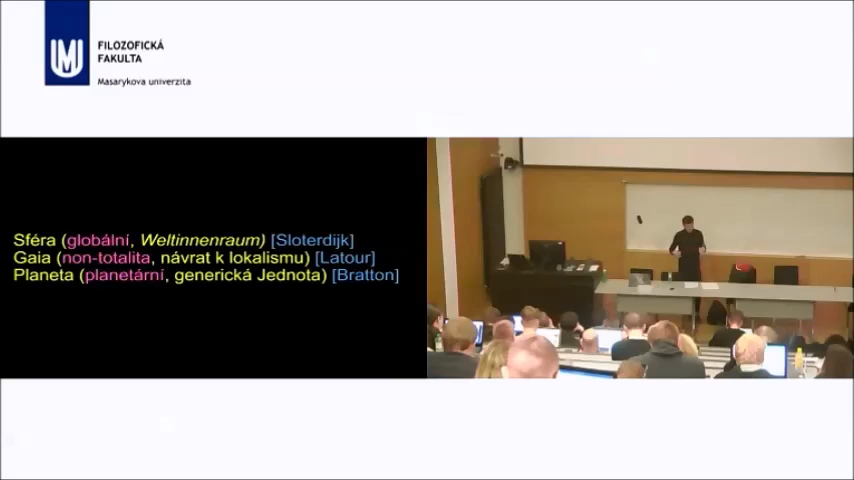 FILOZOFICKÁ
FAKULTA
Masarykova univerzita
Sféra (globální, Weltinnenraum) [Sloterdijk]
Gaia (non-totalita, návrat k lokalismu) [Latour]
Planeta (planetární, generická Jednota) [Bratton]